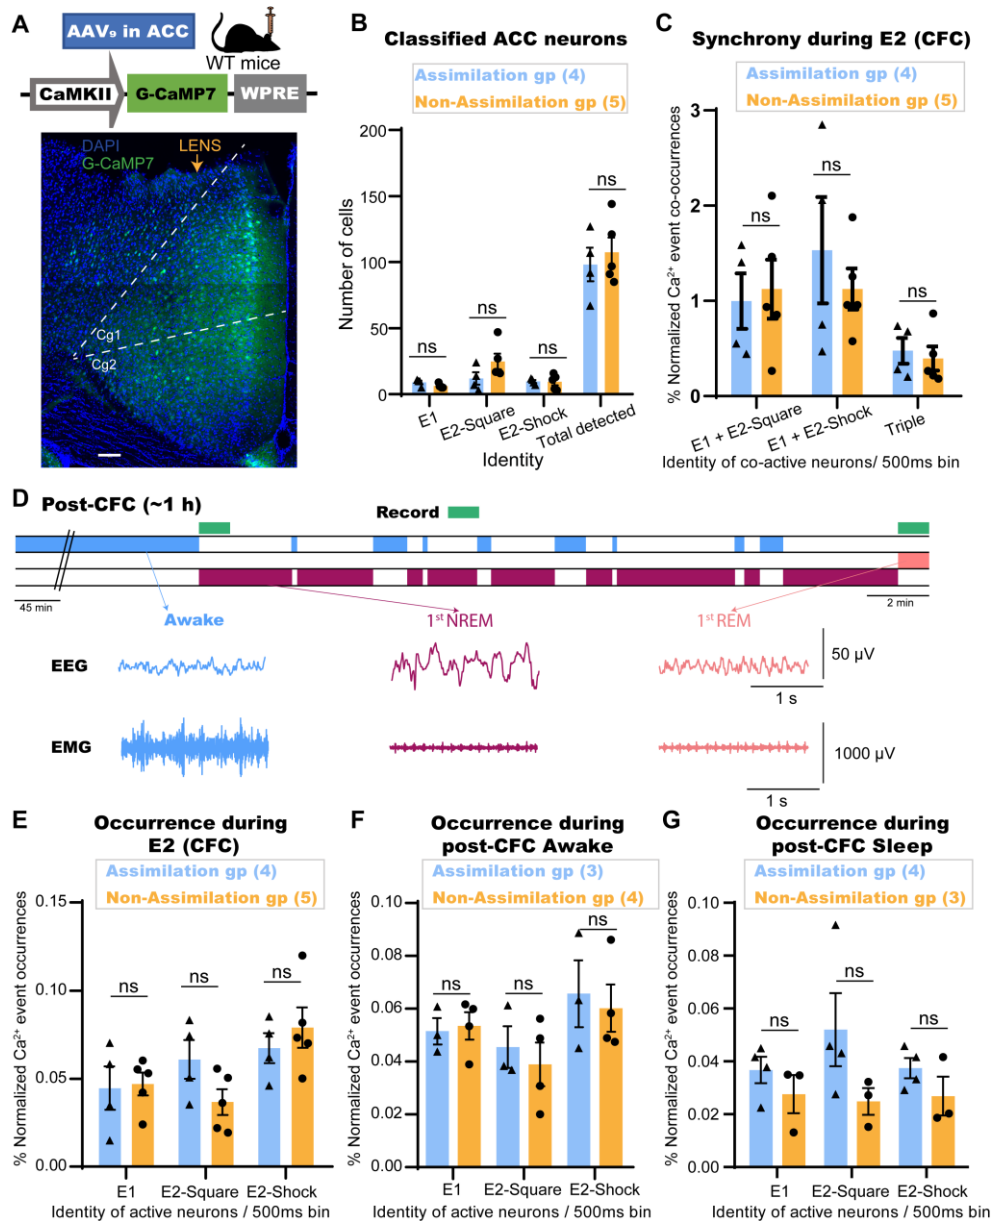 A
AAV₉ in ACC
WT mice
CaMKII
G-CaMP7
WPRE
DAPI
LENS
G-CaMP7
Cg1
Cg2
B
Classified ACC neurons
Assimilation gp (4)
Non-Assimilation gp (5)
Number of cells
200
150
100
50
0
ns
ns
ns
ns
E1
E2-Square
E2-Shock
Total detected
Identity
C
Synchrony during E2 (CFC)
Assimilation gp (4)
Non-Assimilation gp (5)
% Normalized Ca²⁺ event co-occurrences
3
2
1
0
ns
ns
ns
E1 + E2-Square
E1 + E2-Shock
Triple
Identity of co-active neurons/ 500ms bin
D
Post-CFC (~1 h)
Record
45 min
2 min
Awake
1st NREM
1st REM
EEG
50 µV
1 s
EMG
1000 µV
1 s
E
Occurrence during
E2 (CFC)
Assimilation gp (4)
Non-Assimilation gp (5)
% Normalized Ca²⁺ event occurrences
0.15
0.10
0.05
0.00
ns
ns
ns
E1
E2-Square
E2-Shock
Identity of active neurons / 500ms bin
F
Occurrence during
post-CFC Awake
Assimilation gp (3)
Non-Assimilation gp (4)
% Normalized Ca²⁺ event occurrences
0.10
0.08
0.06
0.04
0.02
0.00
ns
ns
ns
E1
E2-Square
E2-Shock
Identity of active neurons / 500ms bin
G
Occurrence during
post-CFC Sleep
Assimilation gp (4)
Non-Assimilation gp (3)
% Normalized Ca²⁺ event occurrences
0.10
0.08
0.06
0.04
0.02
0.00
ns
ns
ns
E1
E2-Square
E2-Shock
Identity of active neurons / 500ms bin